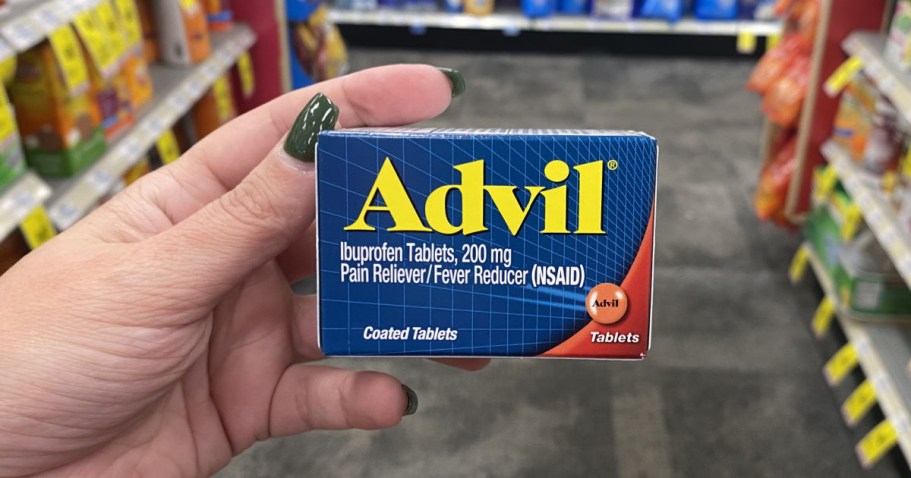 Advil®
Ibuprofen Tablets, 200 mg
Pain Reliever/Fever Reducer (NSAID)
Advil
Coated Tablets
Tablets